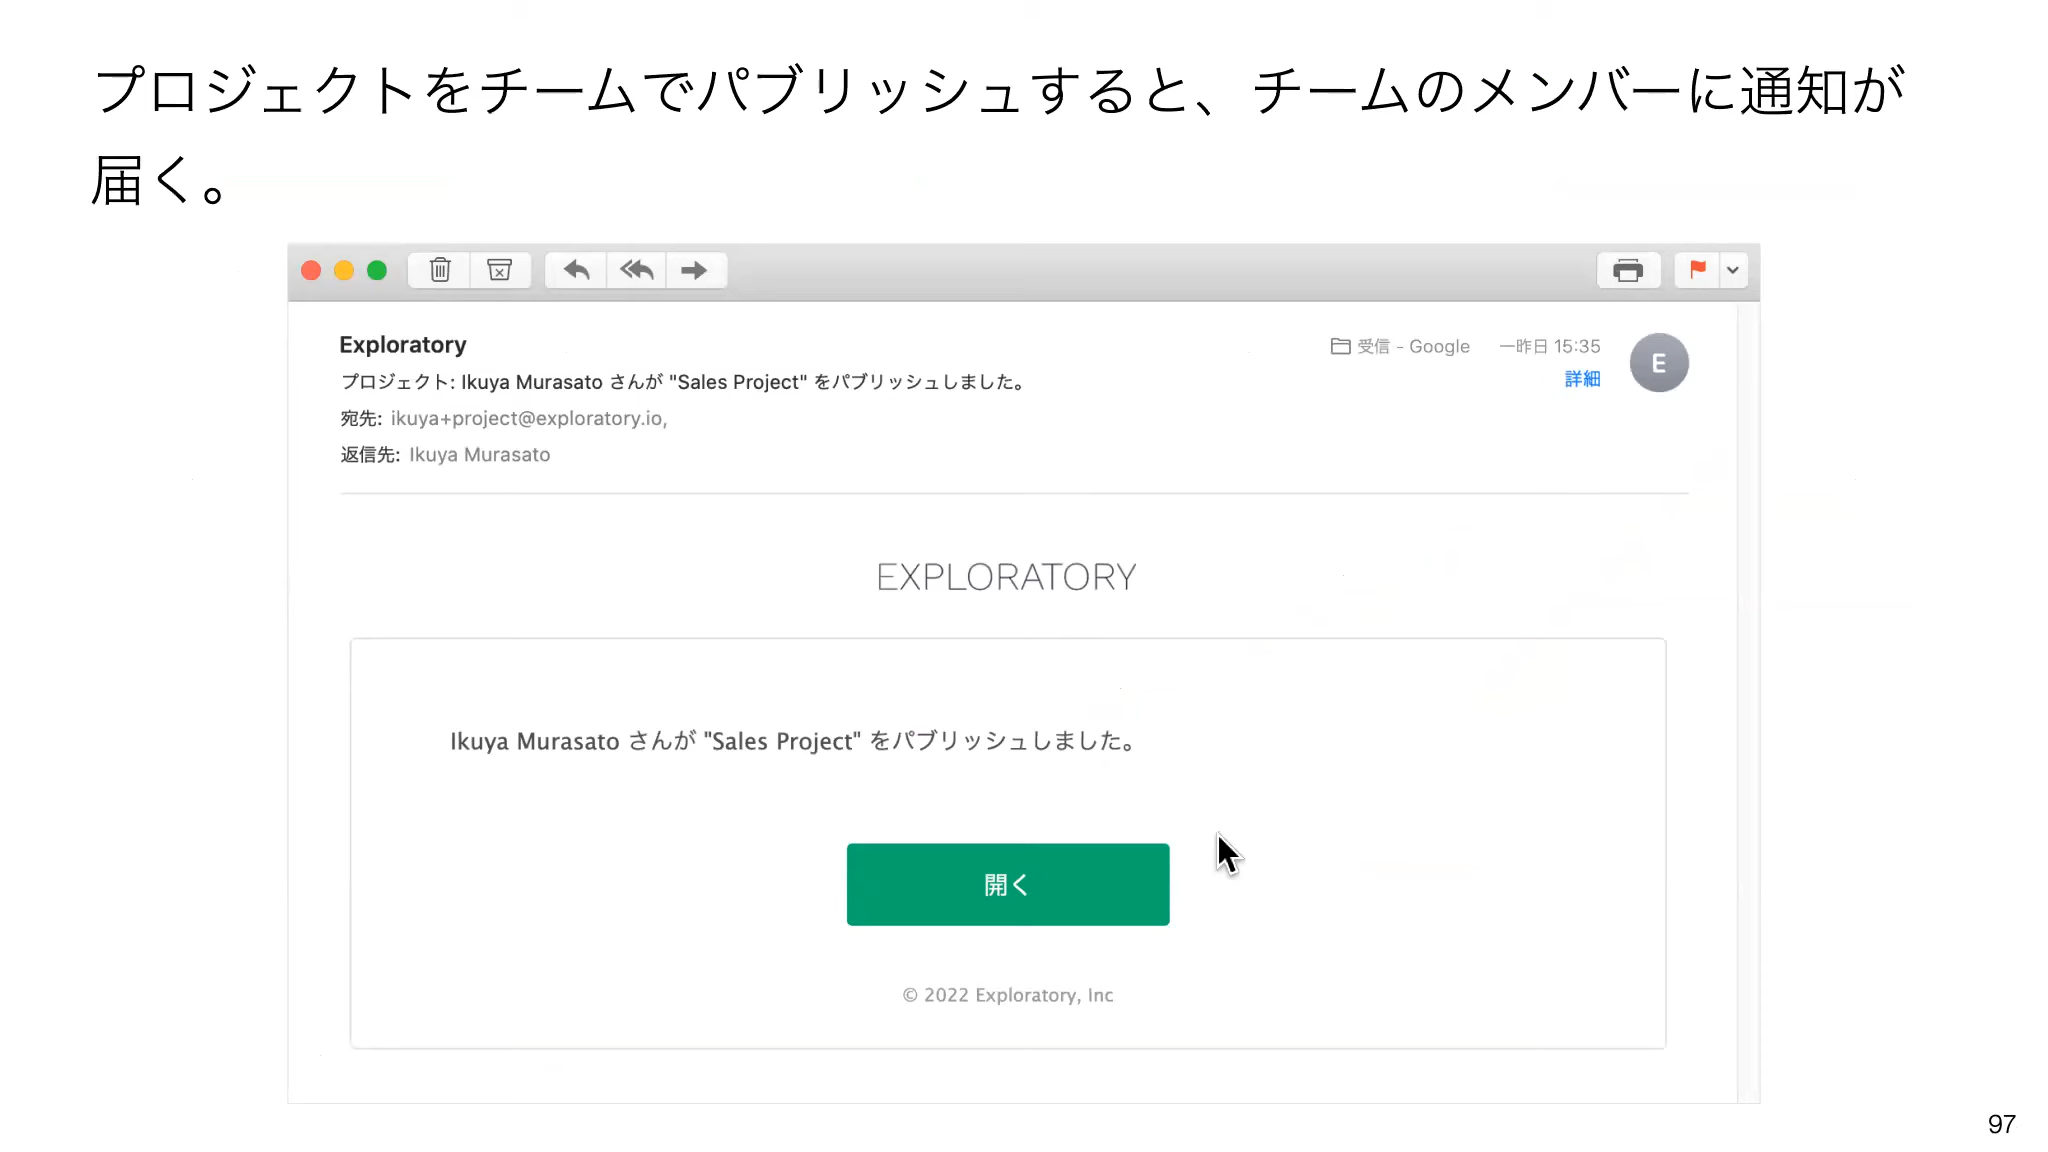 プロジェクトをチームでパブリッシュすると、チームのメンバーに通知が
届く。
Exploratory
受信 - Google 一昨日 15:35
E
プロジェクト: Ikuya Murasato さんが "Sales Project" をパブリッシュしました。
詳細
宛先: ikuya+project@exploratory.io,
返信先: Ikuya Murasato
EXPLORATORY
Ikuya Murasato さんが "Sales Project" をパブリッシュしました。
開く
© 2022 Exploratory, Inc
97